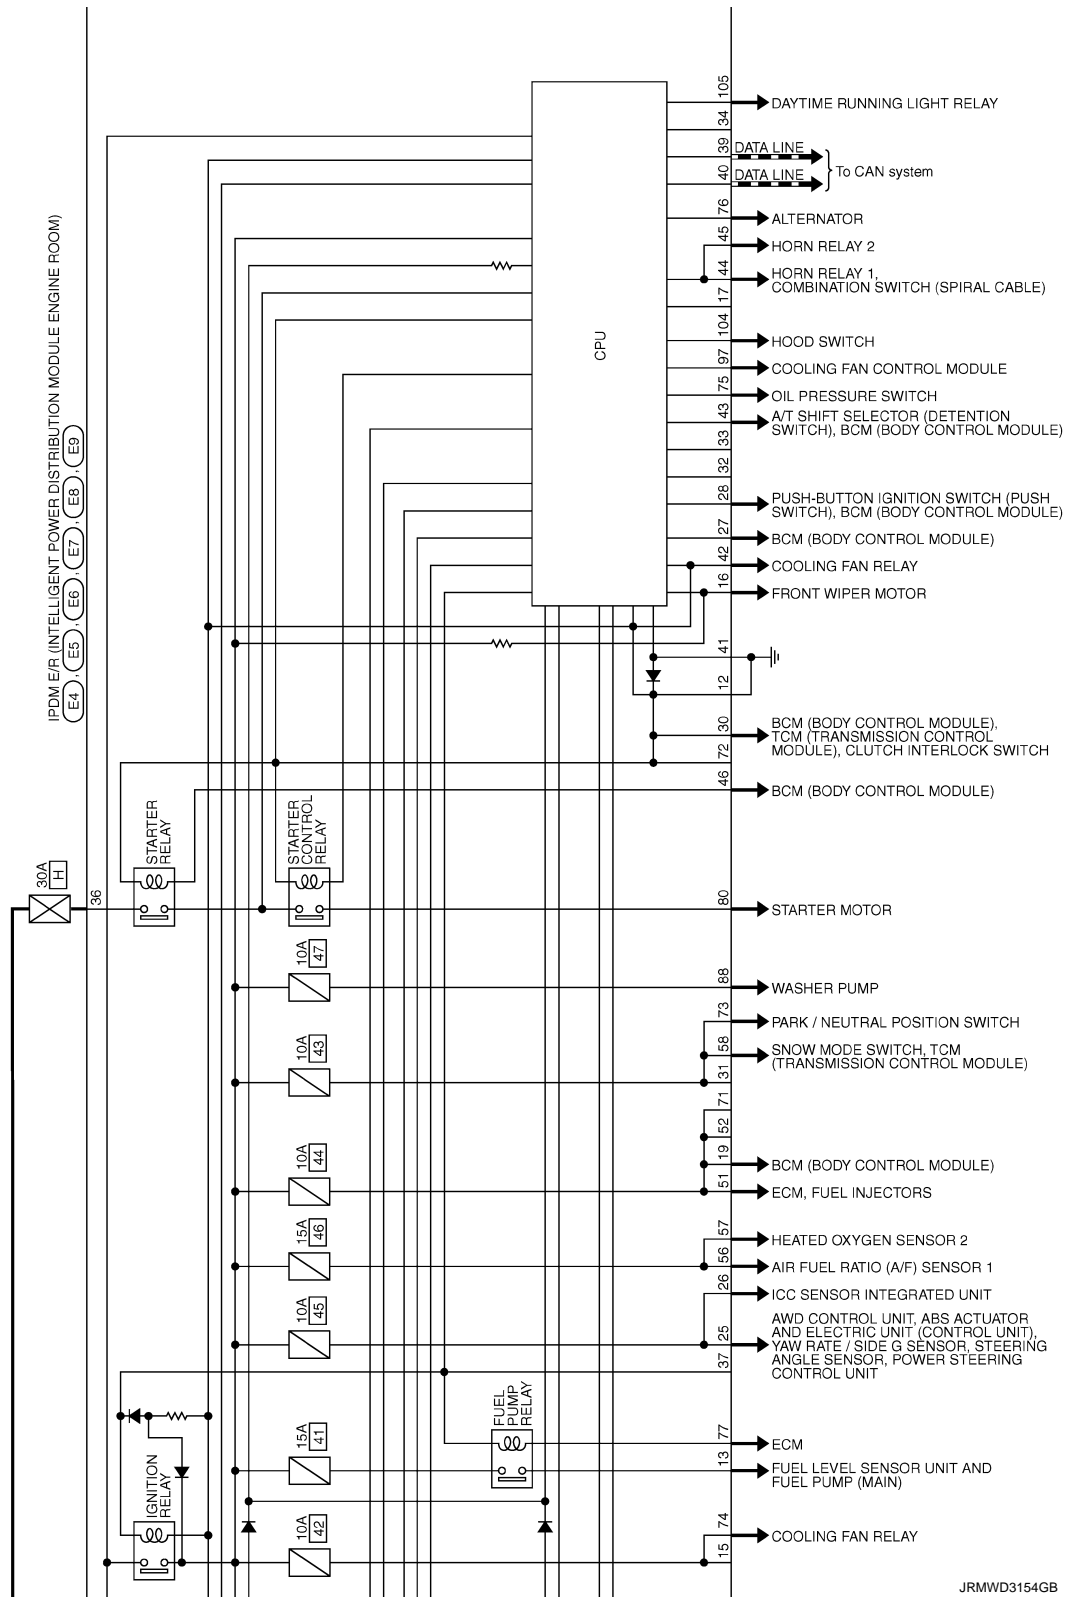 IPDM E/R (INTELLIGENT POWER DISTRIBUTION MODULE ENGINE ROOM)
E4 , E5 , E6 , E7 , E8 , E9
CPU
105
DAYTIME RUNNING LIGHT RELAY
34
39
DATA LINE
40
DATA LINE
To CAN system
76
ALTERNATOR
45
HORN RELAY 2
44
HORN RELAY 1,
COMBINATION SWITCH (SPIRAL CABLE)
17
104
HOOD SWITCH
97
COOLING FAN CONTROL MODULE
75
OIL PRESSURE SWITCH
43
A/T SHIFT SELECTOR (DETENTION
SWITCH), BCM (BODY CONTROL MODULE)
33
32
28
PUSH-BUTTON IGNITION SWITCH (PUSH
SWITCH), BCM (BODY CONTROL MODULE)
27
BCM (BODY CONTROL MODULE)
42
COOLING FAN RELAY
16
FRONT WIPER MOTOR
41
12
30
BCM (BODY CONTROL MODULE),
TCM (TRANSMISSION CONTROL
MODULE), CLUTCH INTERLOCK SWITCH
72
46
BCM (BODY CONTROL MODULE)
STARTER
RELAY
STARTER
CONTROL
RELAY
30A
H
36
80
STARTER MOTOR
10A
47
88
WASHER PUMP
73
PARK / NEUTRAL POSITION SWITCH
10A
43
58
SNOW MODE SWITCH, TCM
(TRANSMISSION CONTROL MODULE)
31
71
52
10A
44
19
BCM (BODY CONTROL MODULE)
51
ECM, FUEL INJECTORS
15A
46
57
HEATED OXYGEN SENSOR 2
56
AIR FUEL RATIO (A/F) SENSOR 1
26
ICC SENSOR INTEGRATED UNIT
10A
45
25
AWD CONTROL UNIT, ABS ACTUATOR
AND ELECTRIC UNIT (CONTROL UNIT),
YAW RATE / SIDE G SENSOR, STEERING
ANGLE SENSOR, POWER STEERING
CONTROL UNIT
37
FUEL
PUMP
RELAY
15A
41
77
ECM
13
FUEL LEVEL SENSOR UNIT AND
FUEL PUMP (MAIN)
IGNITION
RELAY
10A
42
74
COOLING FAN RELAY
15
JRMWD3154GB